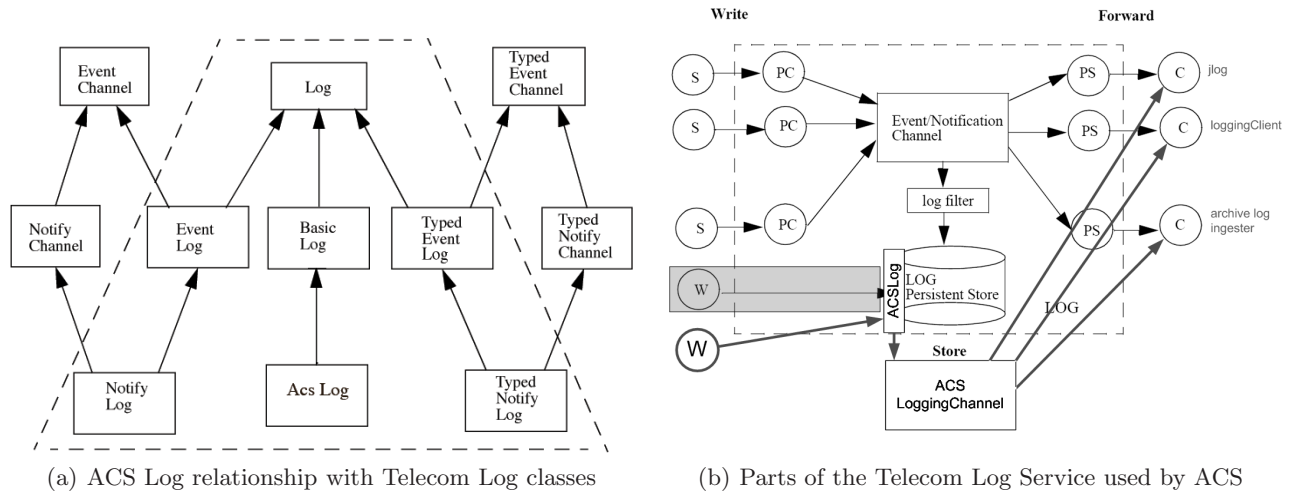 Event
Channel
Log
Typed
Event
Channel
Notify
Channel
Event
Log
Basic
Log
Typed
Event
Log
Typed
Notify
Channel
Notify
Log
Acs Log
Typed
Notify
Log
(a) ACS Log relationship with Telecom Log classes
Write
Forward
S
PC
PS
C
jlog
S
PC
Event/Notification
Channel
PS
C
loggingClient
log filter
S
PC
PS
C
archive log
ingester
W
ACSLog
LOG
Persistent Store
LOG
W
Store
ACS
LoggingChannel
(b) Parts of the Telecom Log Service used by ACS